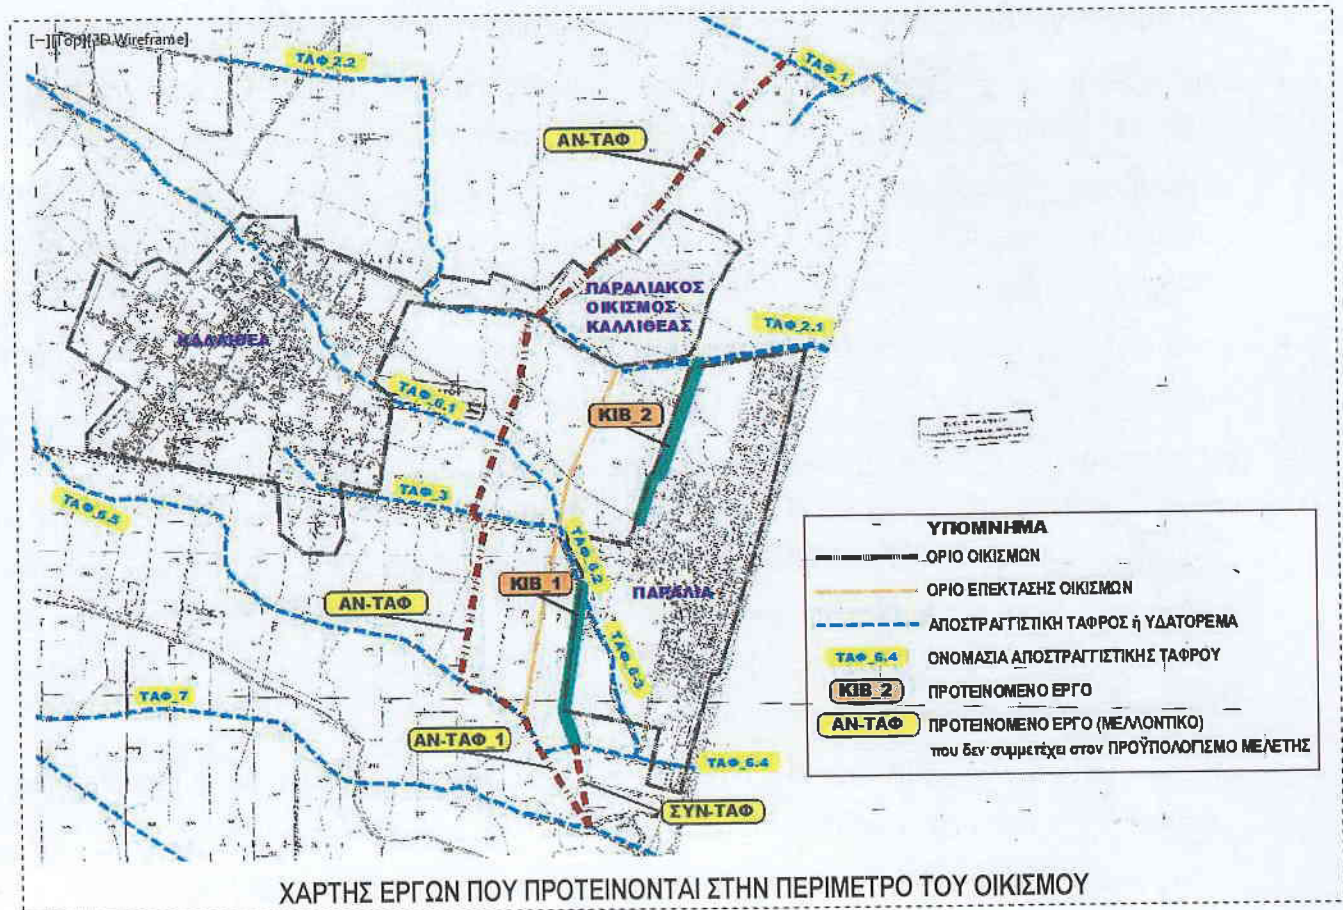 [−][Top][2D Wireframe]
ΤΑΦ_2.2
ΤΑΦ_1
ΑΝ-ΤΑΦ
ΠΑΡΑΛΙΑΚΟΣ
ΟΙΚΙΣΜΟΣ
ΚΑΛΛΙΘΕΑΣ
ΤΑΦ_2.1
ΚΑΛΛΙΘΕΑ
ΤΑΦ_6.1
ΚΙΒ_2
ΤΑΦ_3
ΤΑΦ_6.5
ΤΑΦ_6.2
ΚΙΒ_1
ΠΑΡΑΛΙΑ
ΑΝ-ΤΑΦ
ΤΑΦ_6-3
ΤΑΦ_7
ΑΝ-ΤΑΦ_1
ΤΑΦ_6.4
ΣΥΝ-ΤΑΦ
ΥΠΟΜΝΗΜΑ
ΟΡΙΟ ΟΙΚΙΣΜΩΝ
ΟΡΙΟ ΕΠΕΚΤΑΣΗΣ ΟΙΚΙΣΜΩΝ
ΑΠΟΣΤΡΑΓΓΙΣΤΙΚΗ ΤΑΦΡΟΣ ή ΥΔΑΤΟΡΕΜΑ
ΤΑΦ_6.4 ΟΝΟΜΑΣΙΑ ΑΠΟΣΤΡΑΓΓΙΣΤΙΚΗΣ ΤΑΦΡΟΥ
ΚΙΒ_2 ΠΡΟΤΕΙΝΟΜΕΝΟ ΕΡΓΟ
ΑΝ-ΤΑΦ ΠΡΟΤΕΙΝΟΜΕΝΟ ΕΡΓΟ (ΜΕΛΛΟΝΤΙΚΟ)
που δεν συμμετέχει στον ΠΡΟΫΠΟΛΟΓΙΣΜΟ ΜΕΛΕΤΗΣ
ΧΑΡΤΗΣ ΕΡΓΩΝ ΠΟΥ ΠΡΟΤΕΙΝΟΝΤΑΙ ΣΤΗΝ ΠΕΡΙΜΕΤΡΟ ΤΟΥ ΟΙΚΙΣΜΟΥ